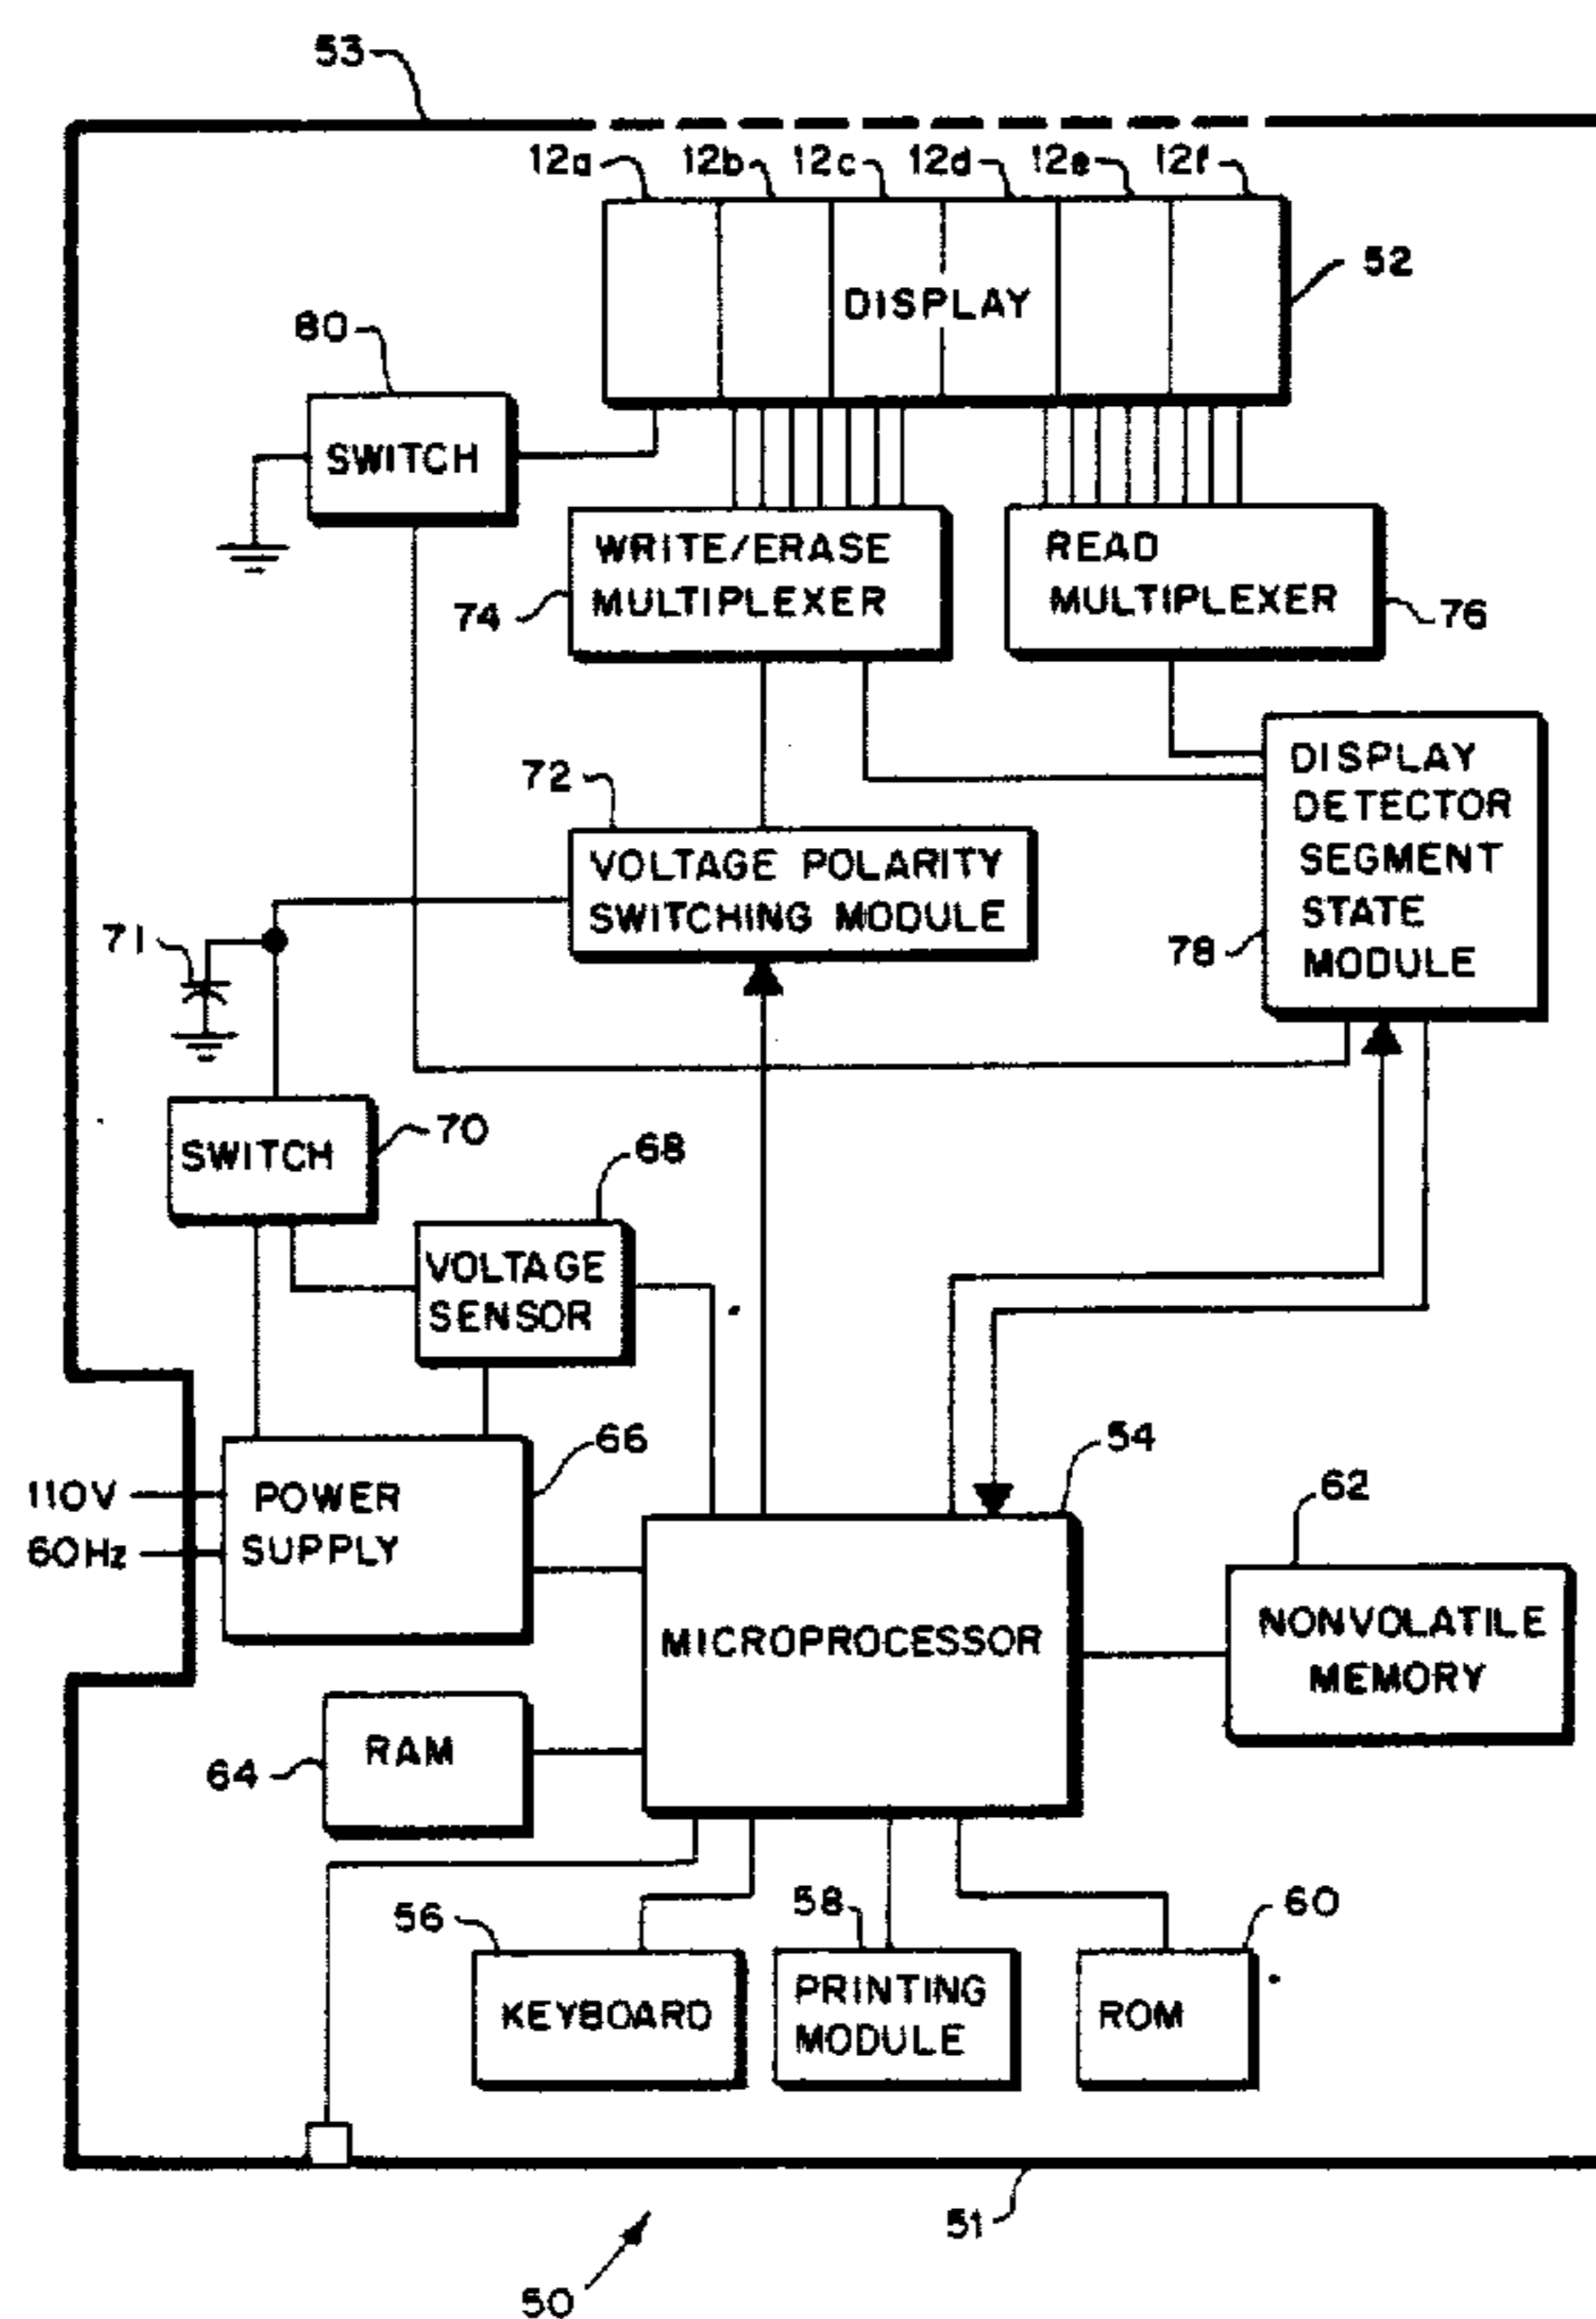 53
12a 12b 12c 12d 12e 12f
52
DISPLAY
80
SWITCH
WRITE/ERASE
MULTIPLEXER
74
READ
MULTIPLEXER
76
72
VOLTAGE POLARITY
SWITCHING MODULE
DISPLAY
DETECTOR
SEGMENT
STATE
MODULE
78
71
SWITCH
70
68
VOLTAGE
SENSOR
66
54
62
110V
60Hz
POWER
SUPPLY
MICROPROCESSOR
NONVOLATILE
MEMORY
RAM
64
56
58
60
KEYBOARD
PRINTING
MODULE
ROM
51
50